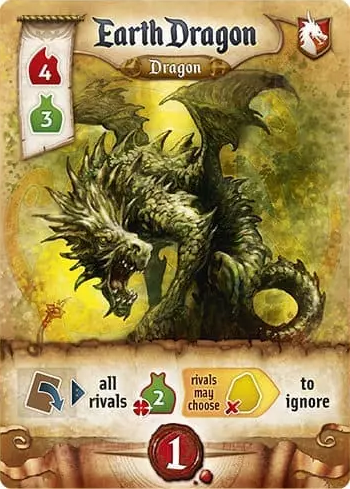 Earth Dragon
Dragon
4
3
all rivals
2
rivals may choose
to ignore
1